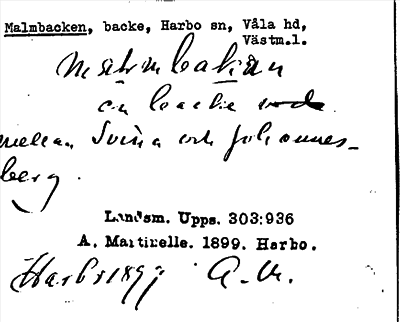 Malmbacken, backe, Harbo sn, Våla hd,
Västm.l.
en backe
mellan Svina och Johannes-
berg.
Landsm. Upps. 303:936
A. Martinelle. 1899. Harbo.
Harbo 1899 A. M.